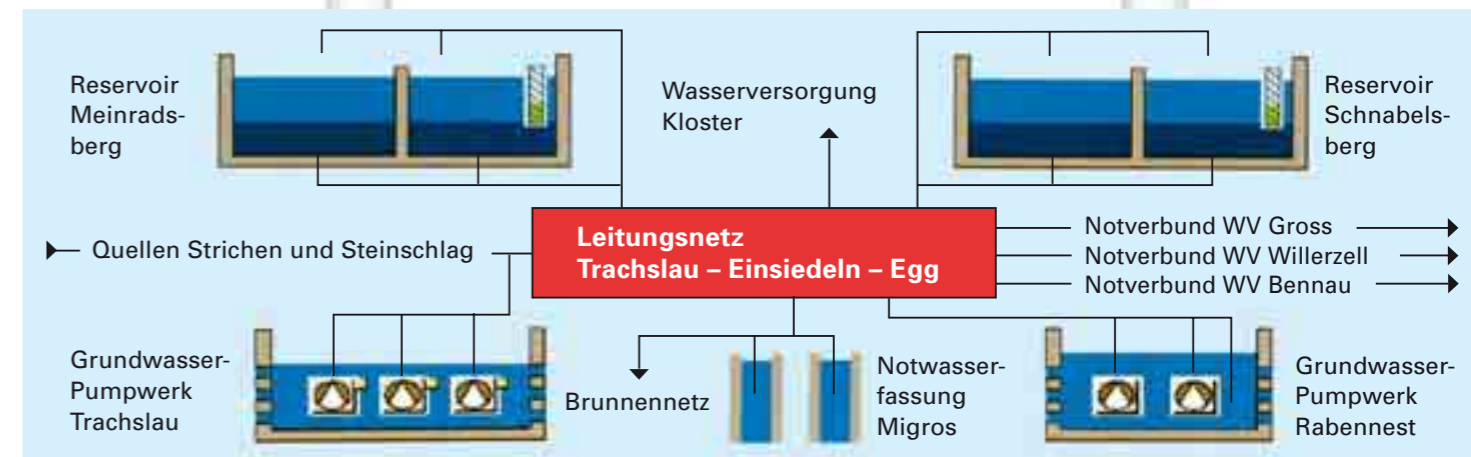 Reservoir
Meinrads-
berg
Wasserversorgung
Kloster
Reservoir
Schnabels-
berg
Quellen Strichen und Steinschlag
Leitungsnetz
Trachslau – Einsiedeln – Egg
Notverbund WV Gross
Notverbund WV Willerzell
Notverbund WV Bennau
Grundwasser-
Pumpwerk
Trachslau
Brunnennetz
Notwasser-
fassung
Migros
Grundwasser-
Pumpwerk
Rabennest